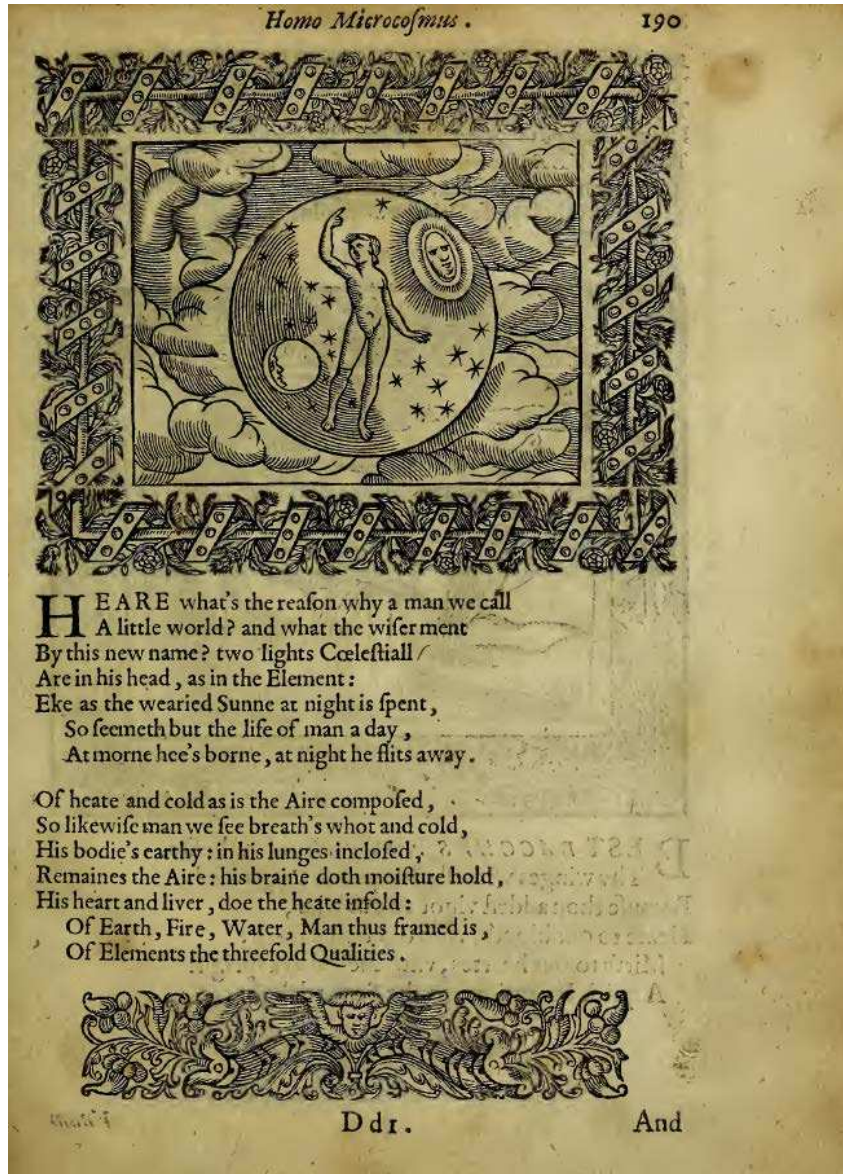 Homo Microcoſmus.
190
HEARE what's the reaſon why a man we call
A little world? and what the wiſer ment
By this new name? two lights Cœleſtiall
Are in his head, as in the Element:
Eke as the wearied Sunne at night is ſpent,
So ſeemeth but the life of man a day,
At morne hee's borne, at night he flits away.
Of heate and cold as is the Aire compoſed,
So likewiſe man we ſee breath's whot and cold,
His bodie's earthy: in his lunges incloſed,
Remaines the Aire: his braine doth moiſture hold,
His heart and liver, doe the heate infold:
Of Earth, Fire, Water, Man thus framed is,
Of Elements the threefold Qualities.
Ddı.
And